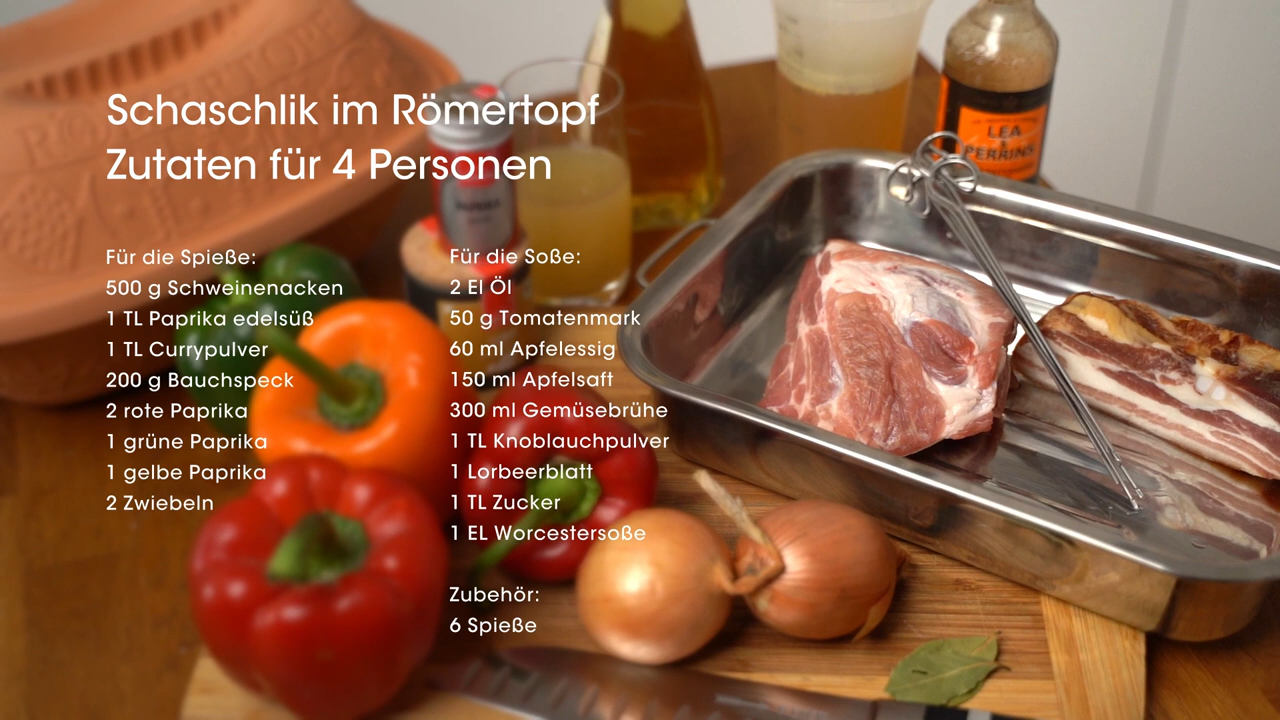 Schaschlik im Römertopf
Zutaten für 4 Personen
Für die Spieße:
500 g Schweinenacken
1 TL Paprika edelsüß
1 TL Currypulver
200 g Bauchspeck
2 rote Paprika
1 grüne Paprika
1 gelbe Paprika
2 Zwiebeln
Für die Soße:
2 El Öl
50 g Tomatenmark
60 ml Apfelessig
150 ml Apfelsaft
300 ml Gemüsebrühe
1 TL Knoblauchpulver
1 Lorbeerblatt
1 TL Zucker
1 EL Worcestersoße
Zubehör:
6 Spieße
LEA
&
PERRINS
PAPRIKA